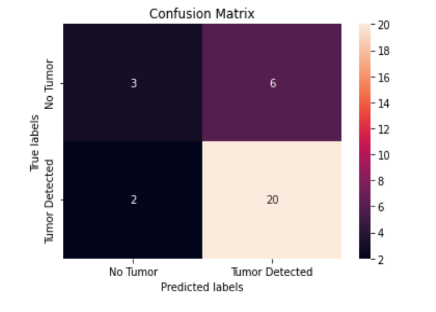 Confusion Matrix
No Tumor
3
6
Tumor Detected
2
20
True labels
No Tumor
Tumor Detected
Predicted labels
20
18
16
14
12
10
8
6
4
2